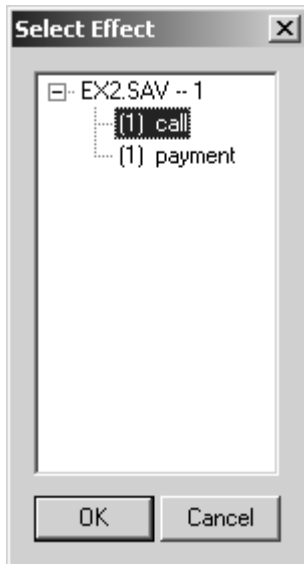 Select Effect
EX2.SAV -- 1
(1) call
(1) payment
OK Cancel